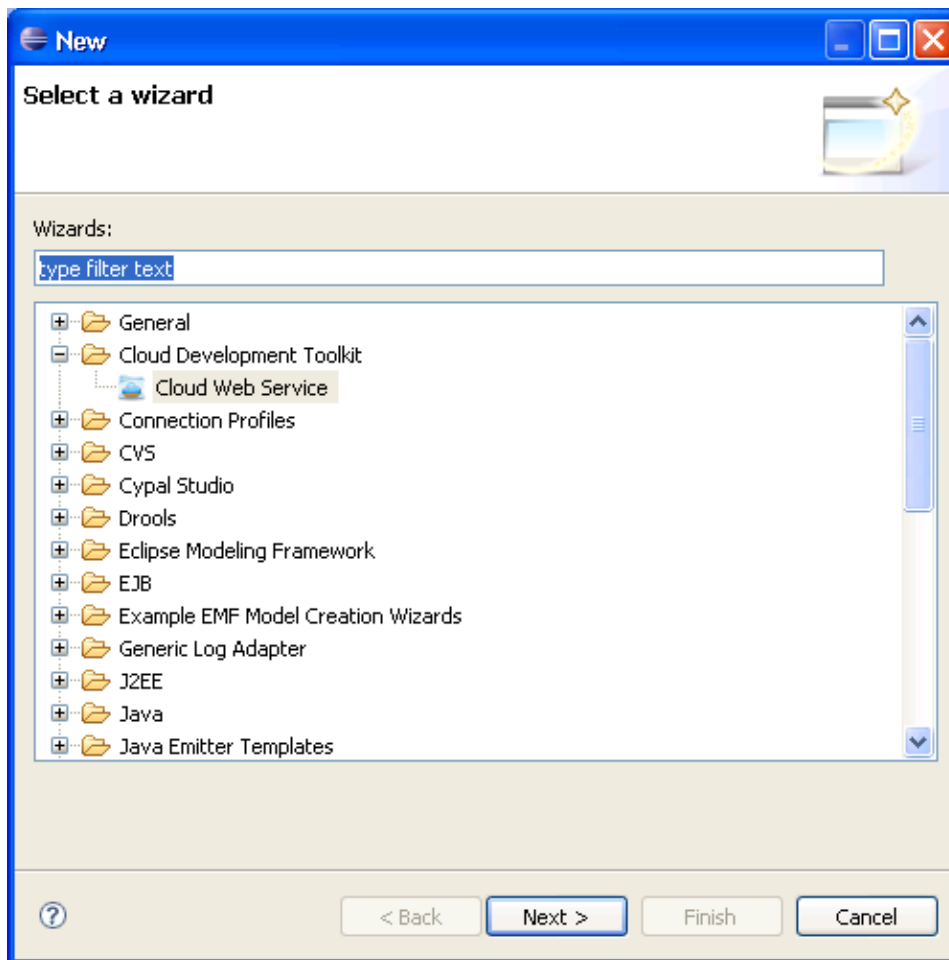 New
Select a wizard
Wizards:
type filter text
General
Cloud Development Toolkit
Cloud Web Service
Connection Profiles
CVS
Cypal Studio
Drools
Eclipse Modeling Framework
EJB
Example EMF Model Creation Wizards
Generic Log Adapter
J2EE
Java
Java Emitter Templates
? < Back Next > Finish Cancel